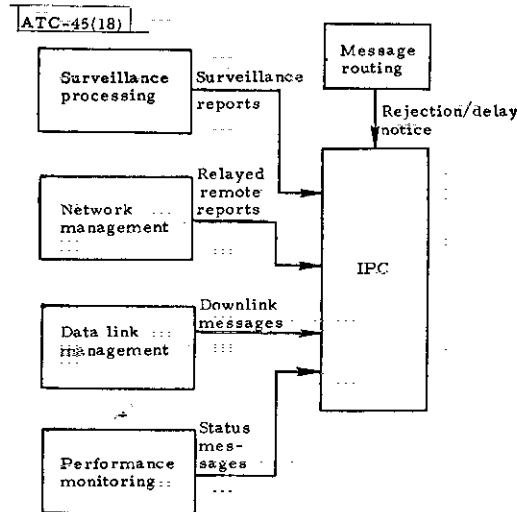 ATC-45(18)
Surveillance
processing
Surveillance
reports
Message
routing
Rejection/delay
notice
Network
management
Relayed
remote
reports
IPC
Data link
management
Downlink
messages
Performance
monitoring
Status
mes-
sages